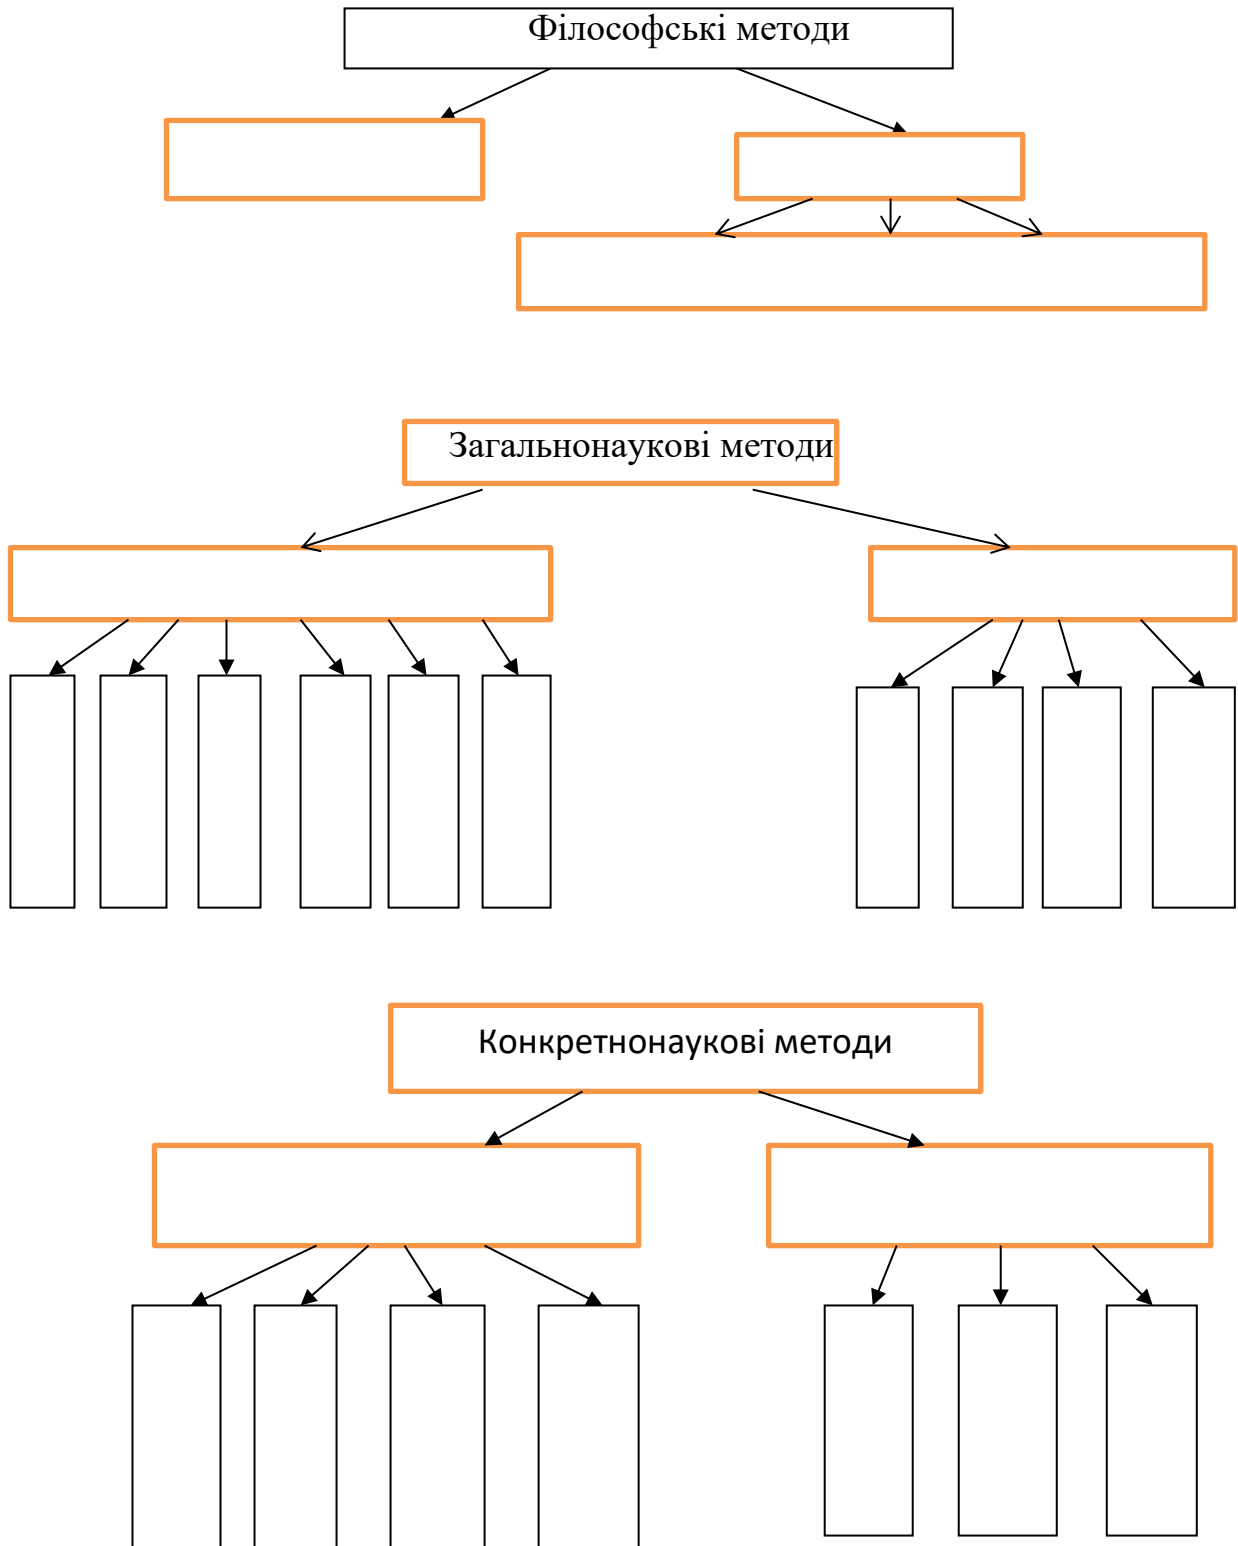 Філософські методи
Загальнонаукові методи
Конкретнонаукові методи